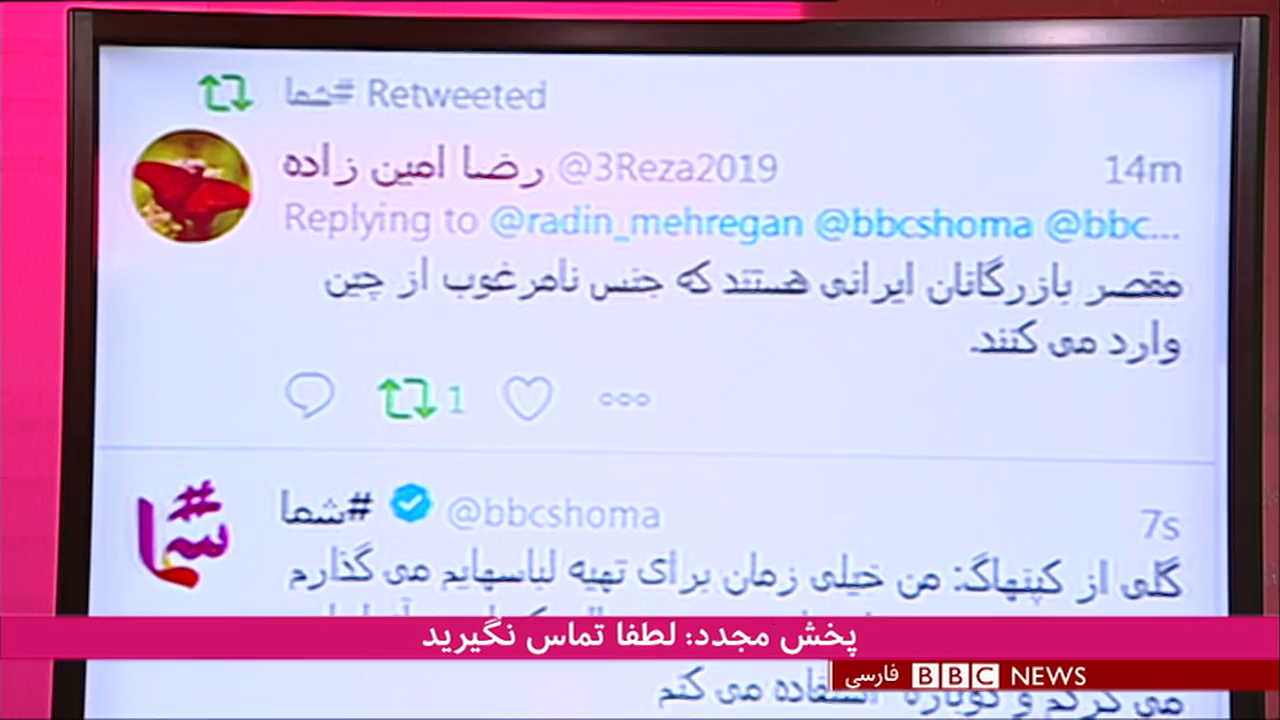 #شما Retweeted
رضا امین زاده @3Reza2019 14m
Replying to @radin_mehregan @bbcshoma @bbc...
مقصر بازرگانان ایرانی هستند که جنس نامرغوب از چین
وارد می کنند.
1
#شما
#شما @bbcshoma 7s
گلی از کپنهاگ: من خیلی زمان برای تهیه لباسهایم می گذارم
پخش مجدد: لطفا تماس نگیرید
BBC NEWS فارسی
می کنم و دوباره استفاده می کنم